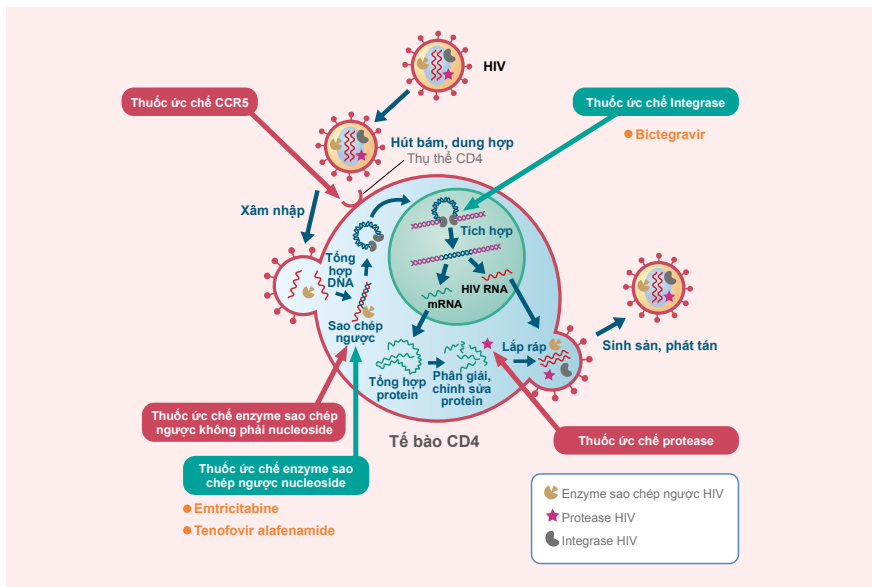 HIV
Thuốc ức chế CCR5
Thuốc ức chế Integrase
Bictegravir
Hút bám, dung hợp
Thụ thể CD4
Xâm nhập
Tích hợp
Tổng
hợp
DNA
HIV RNA
mRNA
Sao chép
ngược
Lắp ráp
Sinh sản, phát tán
Tổng hợp
protein
Phân giải,
chỉnh sửa
protein
Thuốc ức chế enzyme sao chép
ngược không phải nucleoside
Tế bào CD4
Thuốc ức chế protease
Thuốc ức chế enzyme sao
chép ngược nucleoside
Emtricitabine
Tenofovir alafenamide
Enzyme sao chép ngược HIV
Protease HIV
Integrase HIV